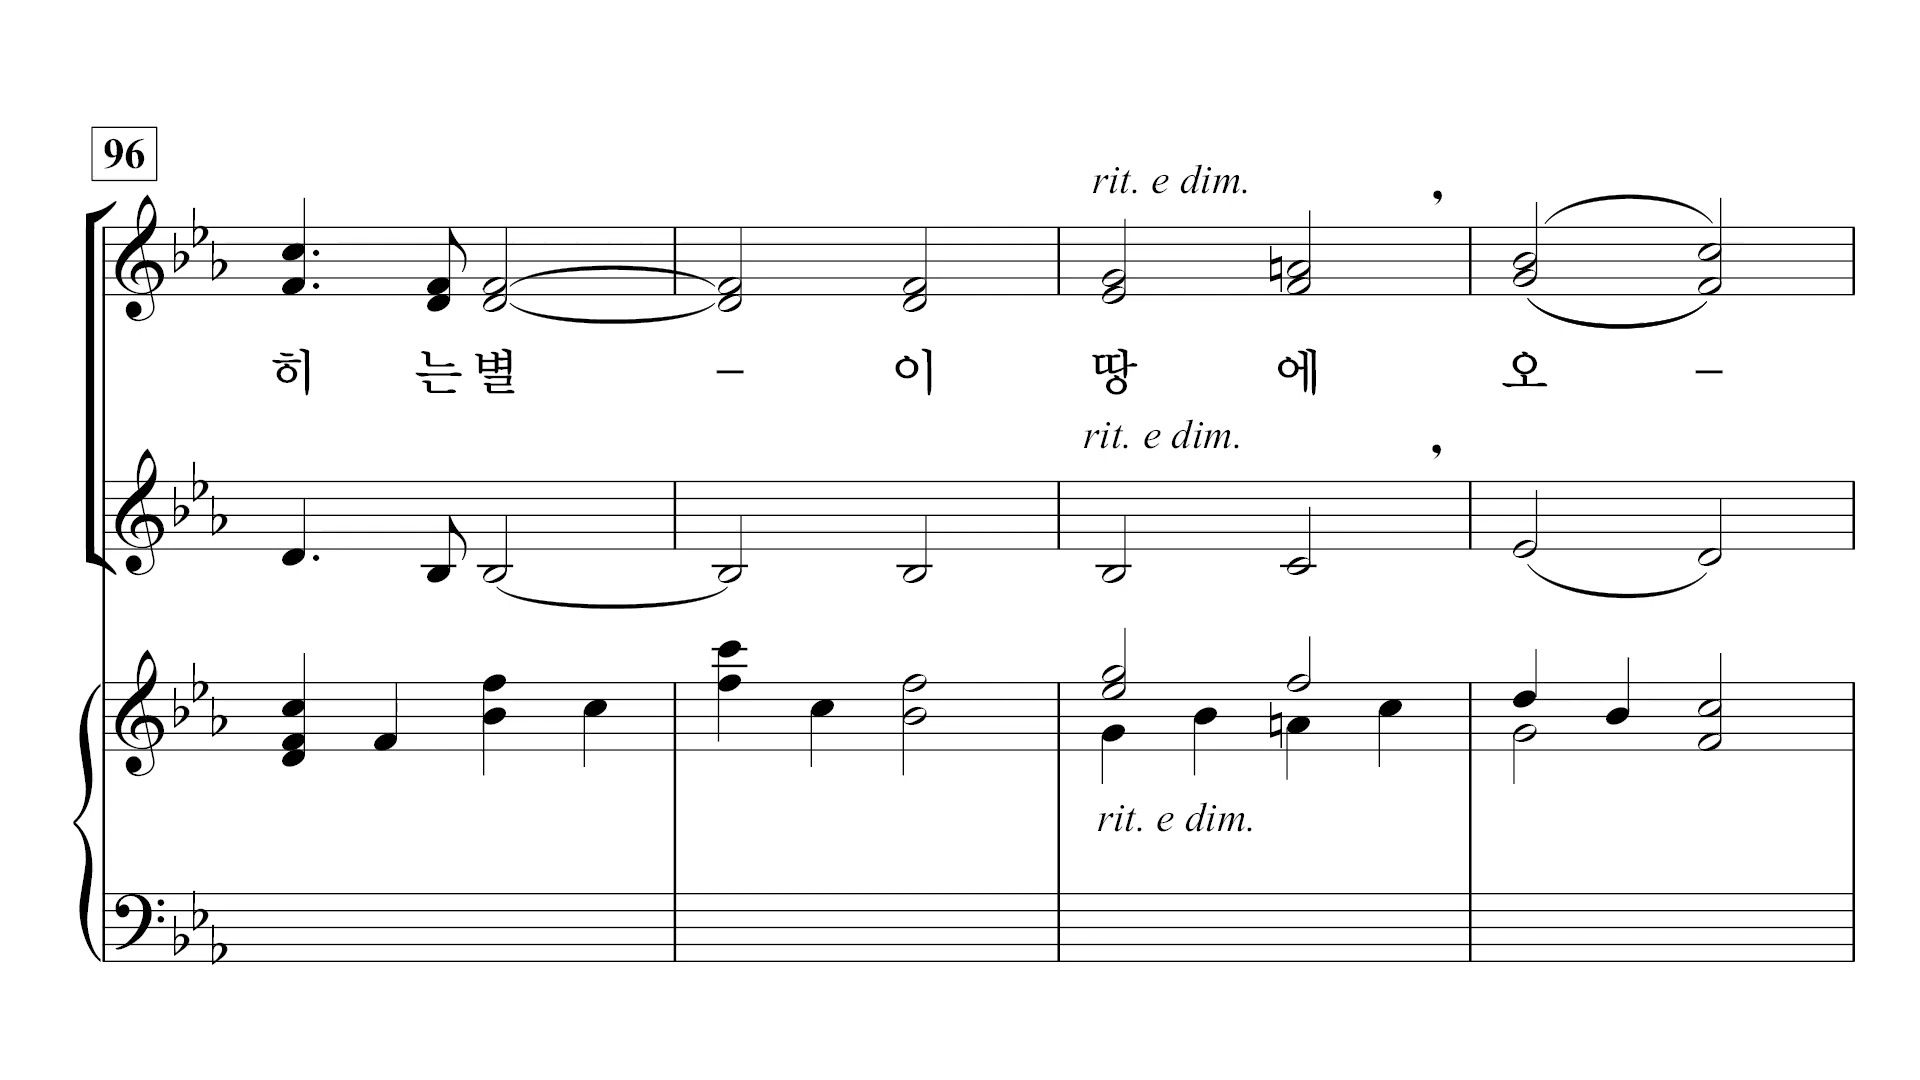 96
rit. e dim.
히 는 별 – 이 땅 에 오 –
rit. e dim.
rit. e dim.